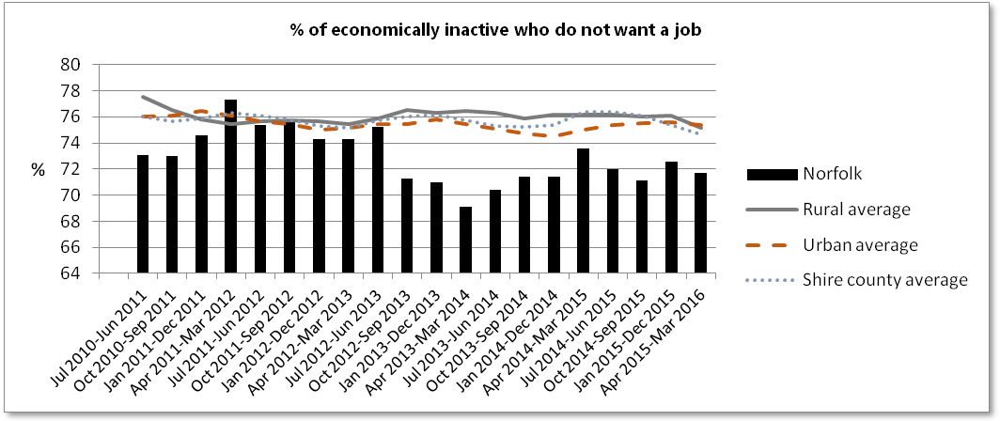 % of economically inactive who do not want a job
80
78
76
74
72
70
68
66
64
%
Jul 2010-Jun 2011
Oct 2010-Sep 2011
Jan 2011-Dec 2011
Apr 2011-Mar 2012
Jul 2011-Jun 2012
Oct 2011-Sep 2012
Jan 2012-Dec 2012
Apr 2012-Mar 2013
Jul 2012-Jun 2013
Oct 2012-Sep 2013
Jan 2013-Dec 2013
Apr 2013-Mar 2014
Jul 2013-Jun 2014
Oct 2013-Sep 2014
Jan 2014-Dec 2014
Apr 2014-Mar 2015
Jul 2014-Jun 2015
Oct 2014-Sep 2015
Jan 2015-Dec 2015
Apr 2015-Mar 2016
Norfolk
Rural average
Urban average
Shire county average